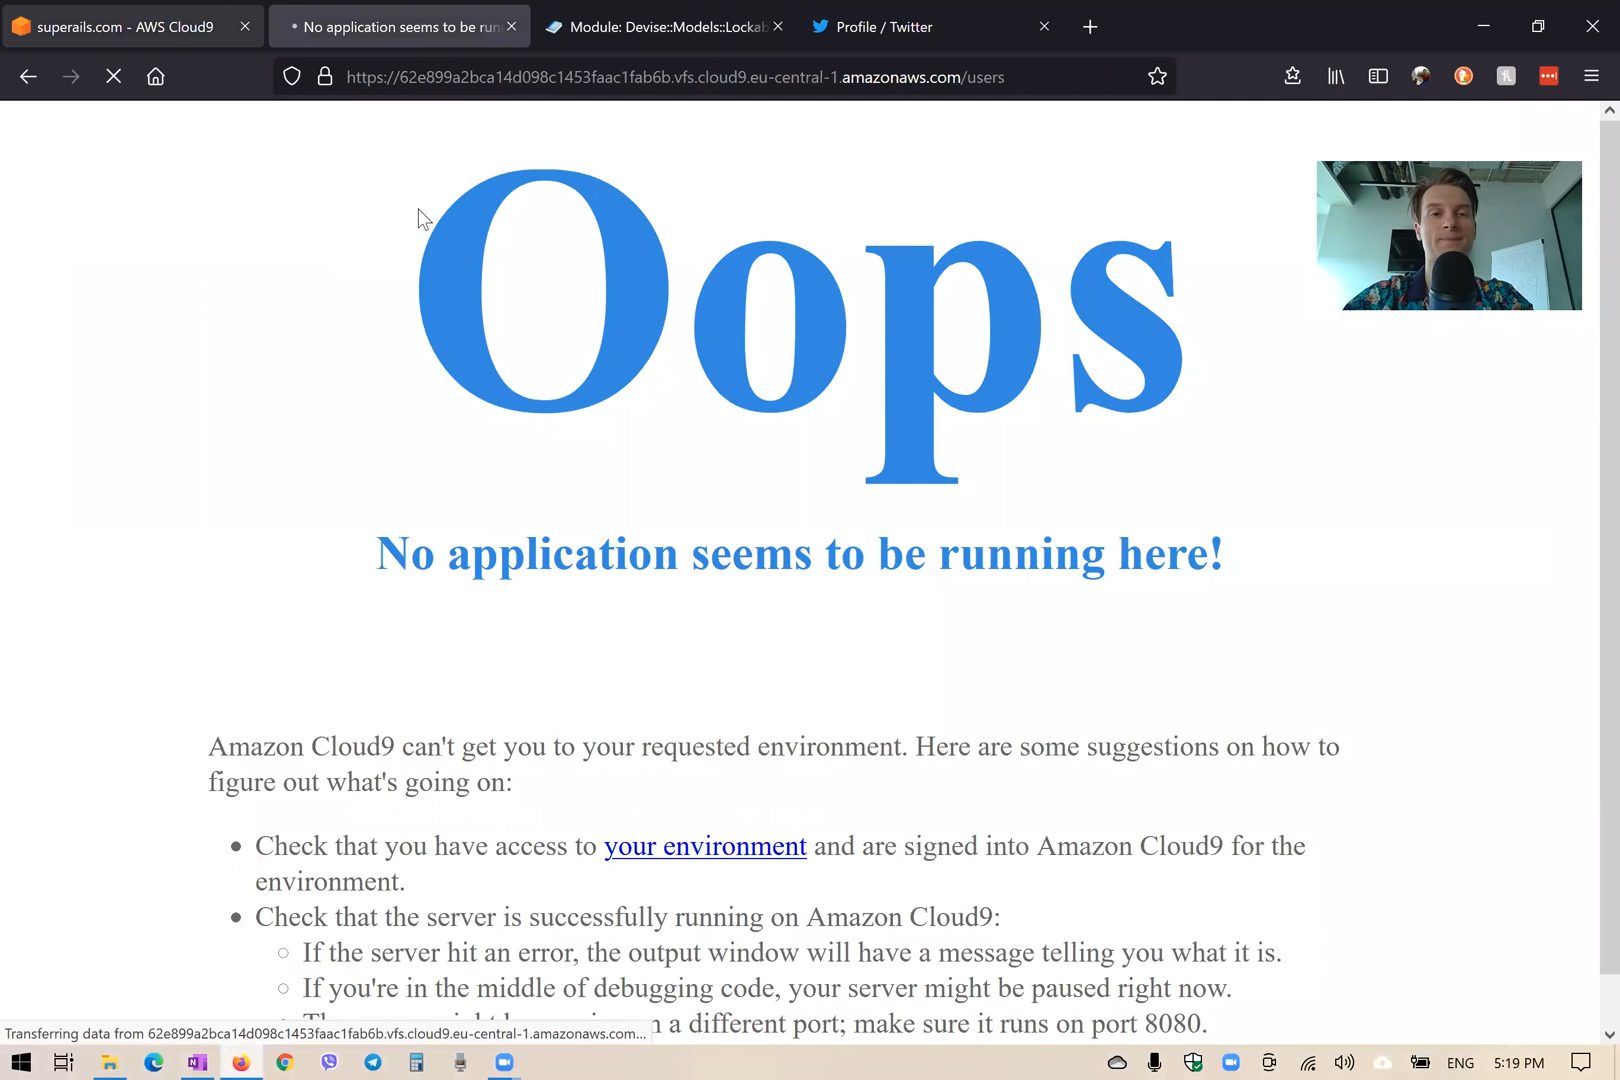 superails.com - AWS Cloud9
No application seems to be run
Module: Devise::Models::Lockab
Profile / Twitter
https://62e899a2bca14d098c1453faac1fab6b.vfs.cloud9.eu-central-1.amazonaws.com/users
Oops
No application seems to be running here!
Amazon Cloud9 can't get you to your requested environment. Here are some suggestions on how to
figure out what's going on:
Check that you have access to your environment and are signed into Amazon Cloud9 for the
environment.
Check that the server is successfully running on Amazon Cloud9:
If the server hit an error, the output window will have a message telling you what it is.
If you're in the middle of debugging code, your server might be paused right now.
a different port; make sure it runs on port 8080.
Transferring data from 62e899a2bca14d098c1453faac1fab6b.vfs.cloud9.eu-central-1.amazonaws.com...
ENG
5:19 PM